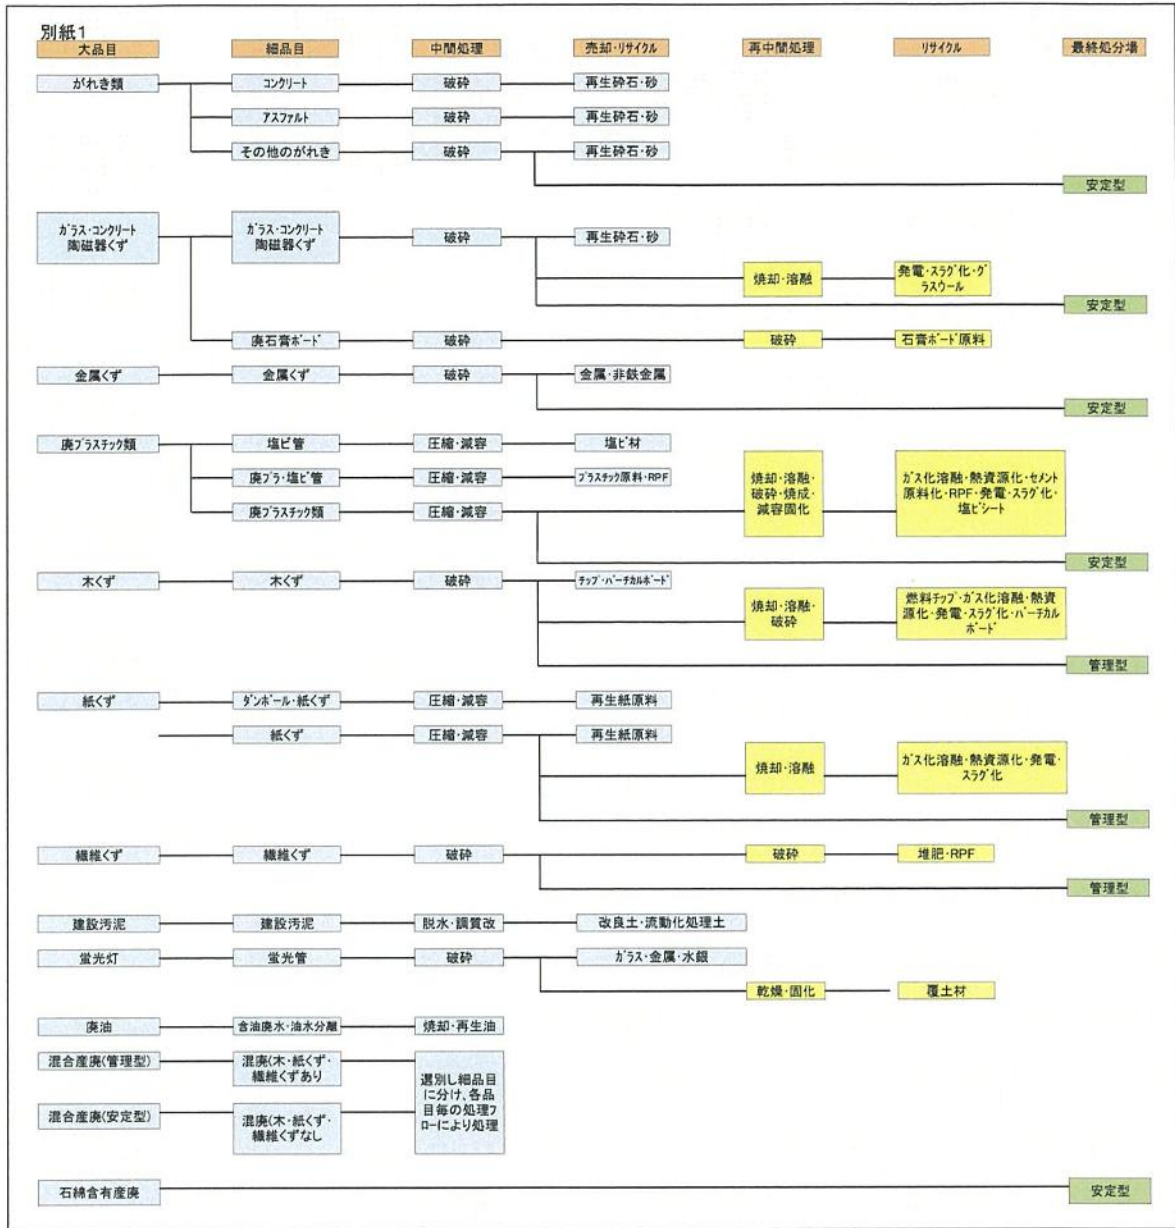 別紙1
大品目
細品目
中間処理
売却・リサイクル
再中間処理
リサイクル
最終処分場
がれき類
コンクリート
破砕
再生砕石・砂
アスファルト
破砕
再生砕石・砂
その他のがれき
破砕
再生砕石・砂
安定型
ガラス・コンクリート
陶磁器くず
ガラス・コンクリート
陶磁器くず
破砕
再生砕石・砂
焼却・溶融
発電・スラグ化・グ
ラスウール
安定型
廃石膏ボード
破砕
破砕
石膏ボード原料
金属くず
金属くず
破砕
金属・非鉄金属
安定型
廃プラスチック類
塩ビ管
圧縮・減容
塩ビ材
廃プラ・塩ビ管
圧縮・減容
プラスチック原料・RPF
廃プラスチック類
圧縮・減容
焼却・溶融・
破砕・焼成・
減容固化
ガス化溶融・熱資源化・セメント
原料化・RPF・発電・スラグ化・
塩ビシート
安定型
木くず
木くず
破砕
チップ・パーチカルボード
焼却・溶融・
破砕
燃料チップ・ガス化溶融・熱資
源化・発電・スラグ化・パーチカル
ボード
管理型
紙くず
ダンボール・紙くず
圧縮・減容
再生紙原料
紙くず
圧縮・減容
再生紙原料
焼却・溶融
ガス化溶融・熱資源化・発電・
スラグ化
管理型
繊維くず
繊維くず
破砕
破砕
堆肥・RPF
管理型
建設汚泥
建設汚泥
脱水・調質改
改良土・流動化処理土
蛍光灯
蛍光管
破砕
ガラス・金属・水銀
乾燥・固化
覆土材
廃油
含油廃水・油水分離
焼却・再生油
混合産廃(管理型)
混廃(木・紙くず・
繊維くずあり
選別し細品目
に分け、各品
目毎の処理フ
ローにより処理
混合産廃(安定型)
混廃(木・紙くず・
繊維くずなし
石綿含有産廃
安定型